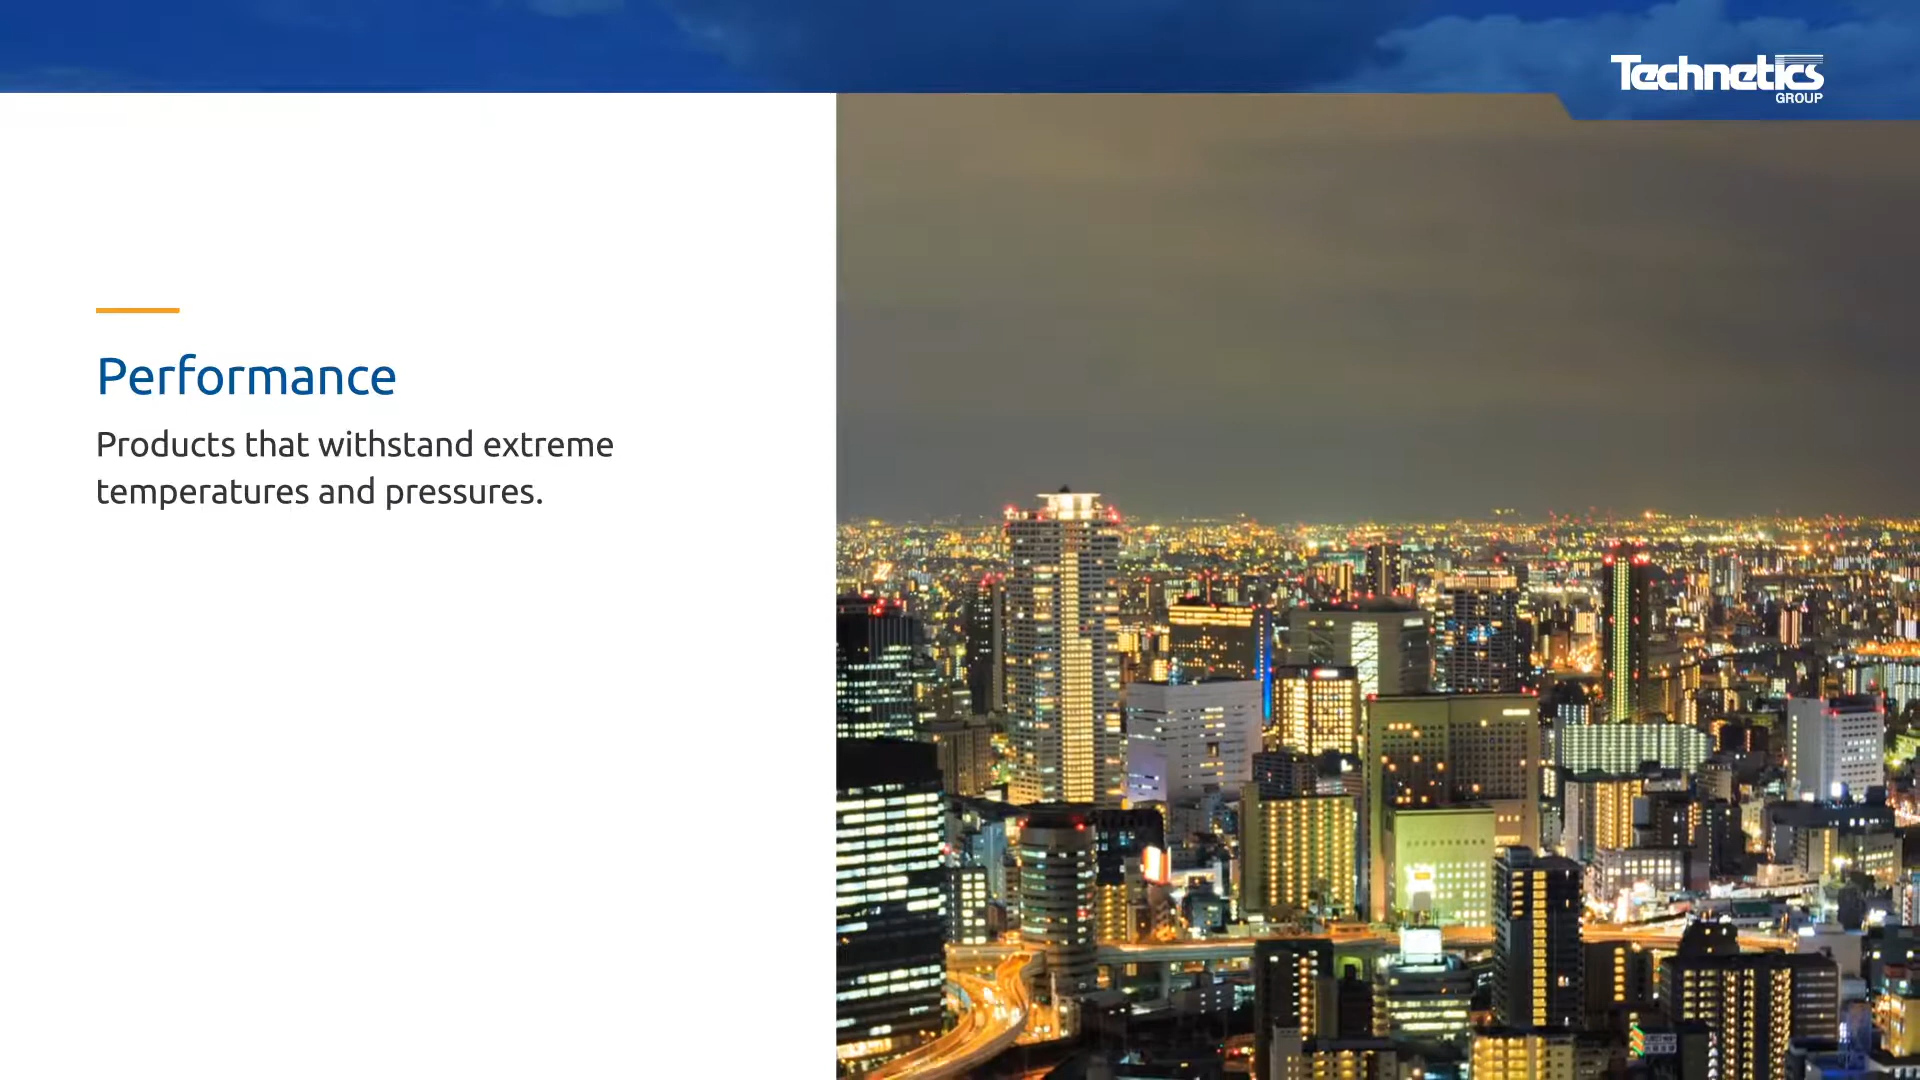 Technetics
GROUP
Performance
Products that withstand extreme
temperatures and pressures.